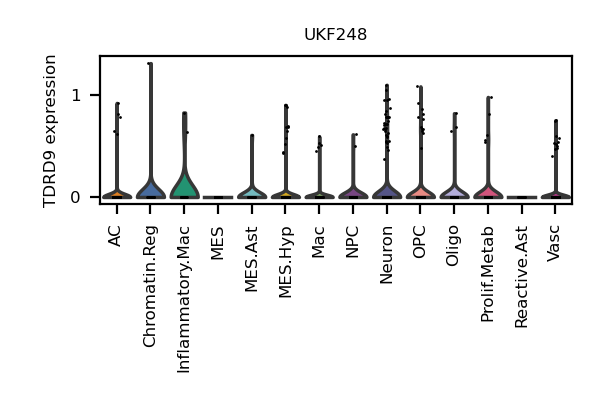 UKF248
TDRD9 expression
1
0
AC
Chromatin.Reg
Inflammatory.Mac
MES
MES.Ast
MES.Hyp
Mac
NPC
Neuron
OPC
Oligo
Prolif.Metab
Reactive.Ast
Vasc